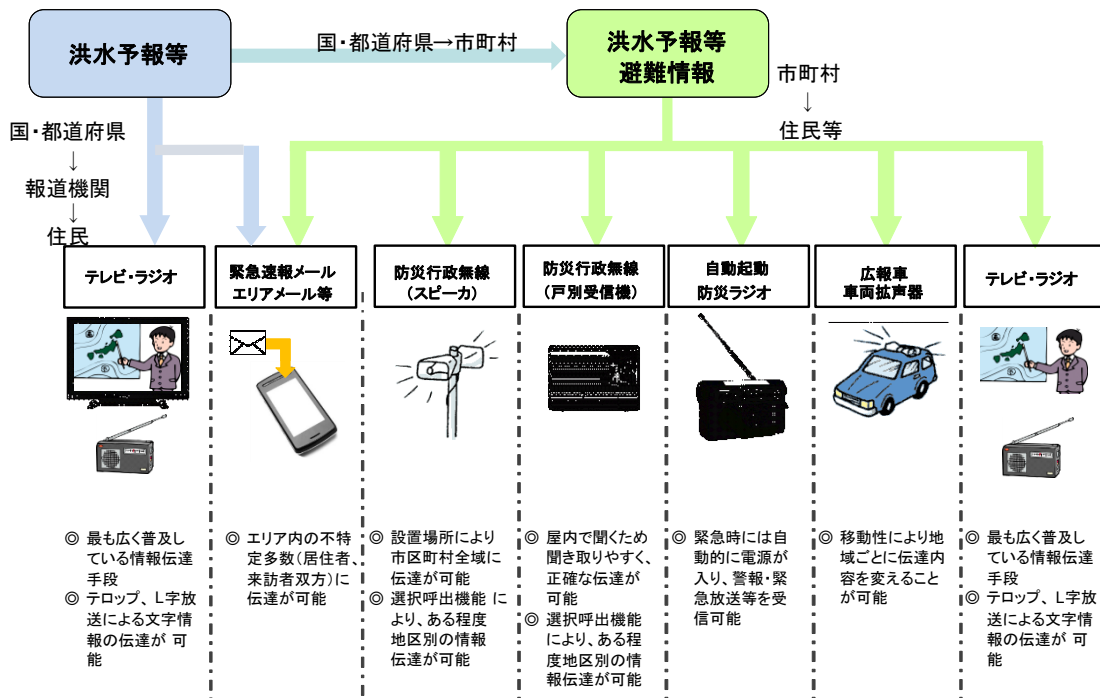 洪水予報等
国・都道府県→市町村
洪水予報等
避難情報
市町村
↓
住民等
国・都道府県
↓
報道機関
↓
住民
テレビ・ラジオ
緊急速報メール
エリアメール等
防災行政無線
(スピーカ)
防災行政無線
(戸別受信機)
自動起動
防災ラジオ
広報車
車両拡声器
テレビ・ラジオ
◎ 最も広く普及し
ている情報伝達
手段
◎ テロップ、L字放
送による文字情
報の伝達が 可
能
◎ エリア内の不特
定多数(居住者、
来訪者双方)に
伝達が可能
◎ 設置場所により
市区町村全域に
伝達が可能
◎ 選択呼出機能 に
より、ある程度
地区別の情報
伝達が可能
◎ 屋内で聞くため
聞き取りやすく、
正確な伝達が
可能
◎ 選択呼出機能
により、ある程
度地区別の情
報伝達が可能
◎ 緊急時には自
動的に電源が
入り、警報・緊
急放送等を受
信可能
◎ 移動性により地
域ごとに伝達内
容を変えること
が可能
◎ 最も広く普及し
ている情報伝達
手段
◎ テロップ、L字放
送による文字情
報の伝達が 可
能